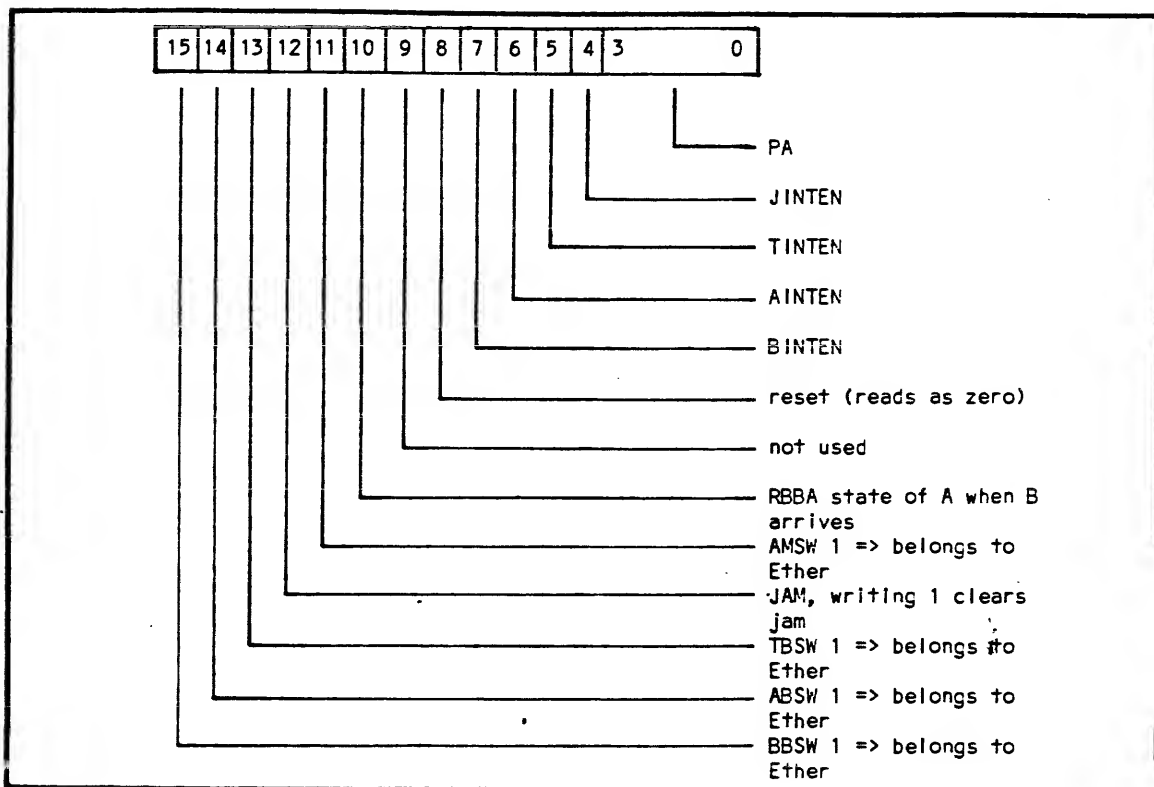 15 14 13 12 11 10 9 8 7 6 5 4 3 0
PA
JINTEN
TINTEN
AINTEN
BINTEN
reset (reads as zero)
not used
RBBA state of A when B
arrives
AMSW 1 => belongs to
Ether
JAM, writing 1 clears
jam
TBSW 1 => belongs to
Ether
ABSW 1 => belongs to
Ether
BBSW 1 => belongs to
Ether